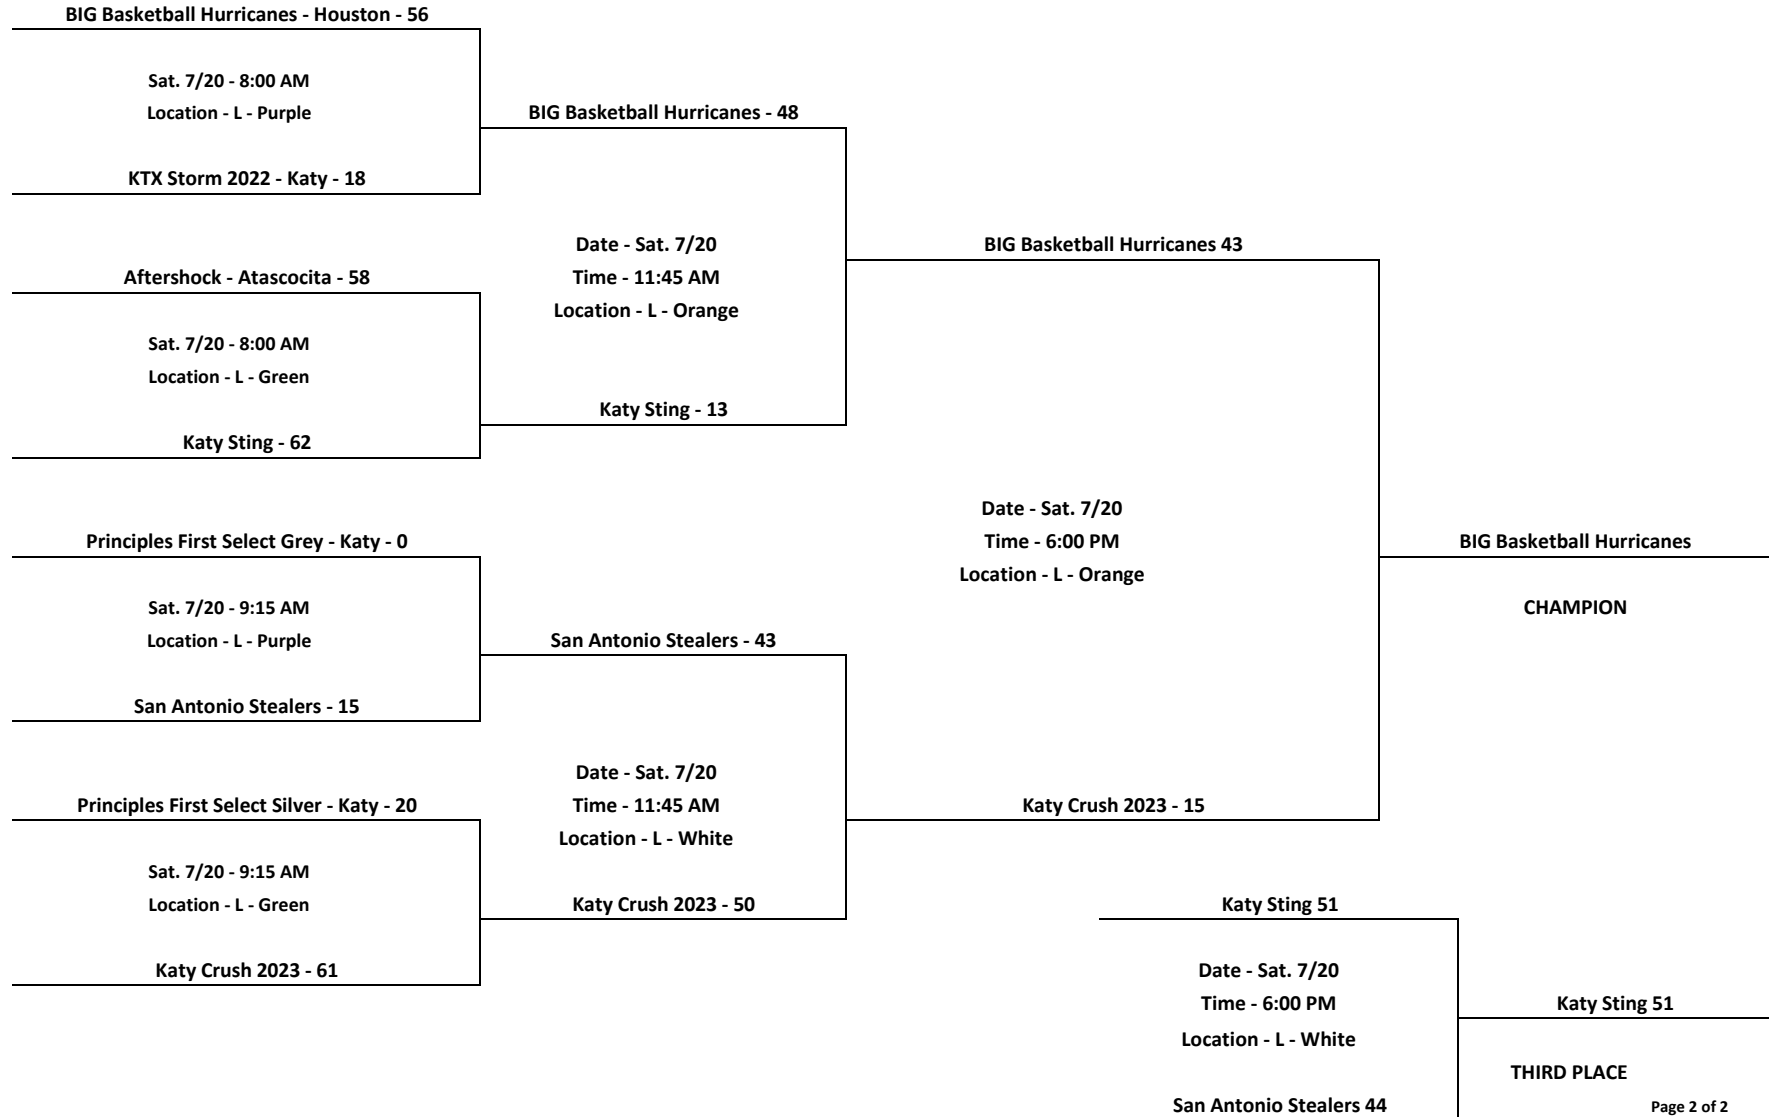 BIG Basketball Hurricanes - Houston - 56
Sat. 7/20 - 8:00 AM
Location - L - Purple
KTX Storm 2022 - Katy - 18
Aftershock - Atascocita - 58
Sat. 7/20 - 8:00 AM
Location - L - Green
Katy Sting - 62
Principles First Select Grey - Katy - 0
Sat. 7/20 - 9:15 AM
Location - L - Purple
San Antonio Stealers - 15
Principles First Select Silver - Katy - 20
Sat. 7/20 - 9:15 AM
Location - L - Green
Katy Crush 2023 - 61
BIG Basketball Hurricanes - 48
Date - Sat. 7/20
Time - 11:45 AM
Location - L - Orange
Katy Sting - 13
San Antonio Stealers - 43
Date - Sat. 7/20
Time - 11:45 AM
Location - L - White
Katy Crush 2023 - 50
BIG Basketball Hurricanes 43
Date - Sat. 7/20
Time - 6:00 PM
Location - L - Orange
Katy Crush 2023 - 15
BIG Basketball Hurricanes
CHAMPION
Katy Sting 51
Date - Sat. 7/20
Time - 6:00 PM
Location - L - White
San Antonio Stealers 44
Katy Sting 51
THIRD PLACE
Page 2 of 2